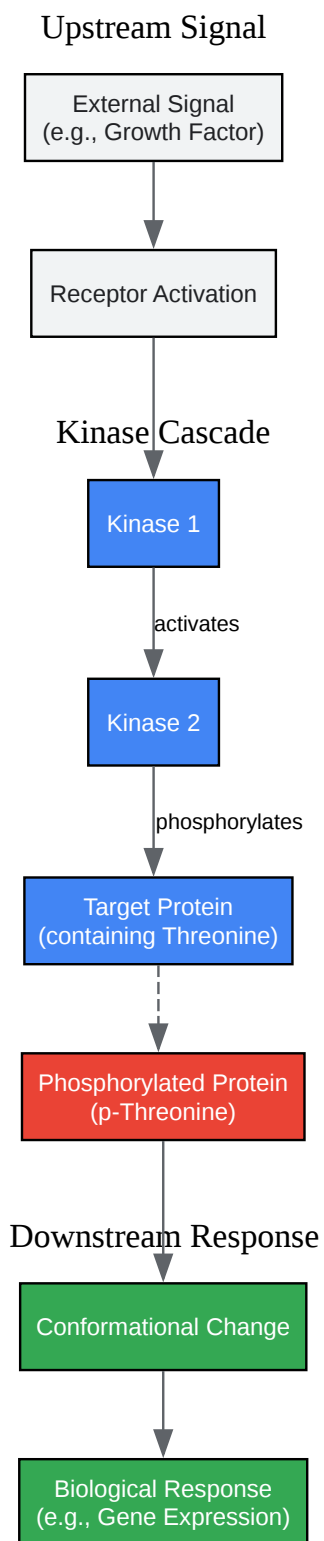 Upstream Signal
External Signal
(e.g., Growth Factor)
Receptor Activation
Kinase Cascade
Kinase 1
activates
Kinase 2
phosphorylates
Target Protein
(containing Threonine)
Phosphorylated Protein
(p-Threonine)
Downstream Response
Conformational Change
Biological Response
(e.g., Gene Expression)